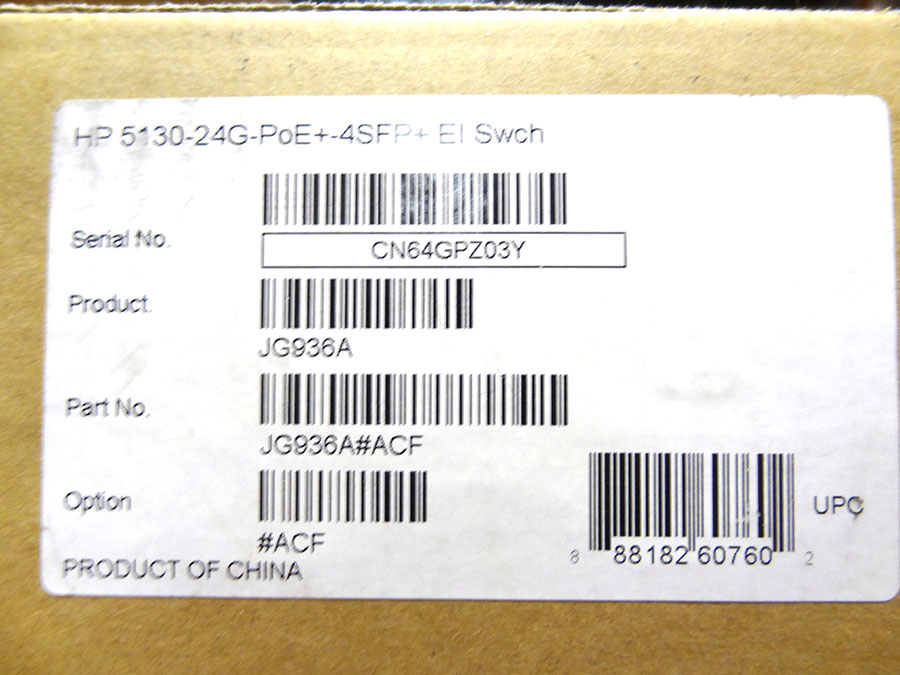 HP 5130-24G-PoE+-4SFP+ EI Swch
Serial No.
CN64GPZ03Y
Product.
JG936A
Part No.
JG936A#ACF
Option
#ACF
8 88182 60760 2
UPC
PRODUCT OF CHINA